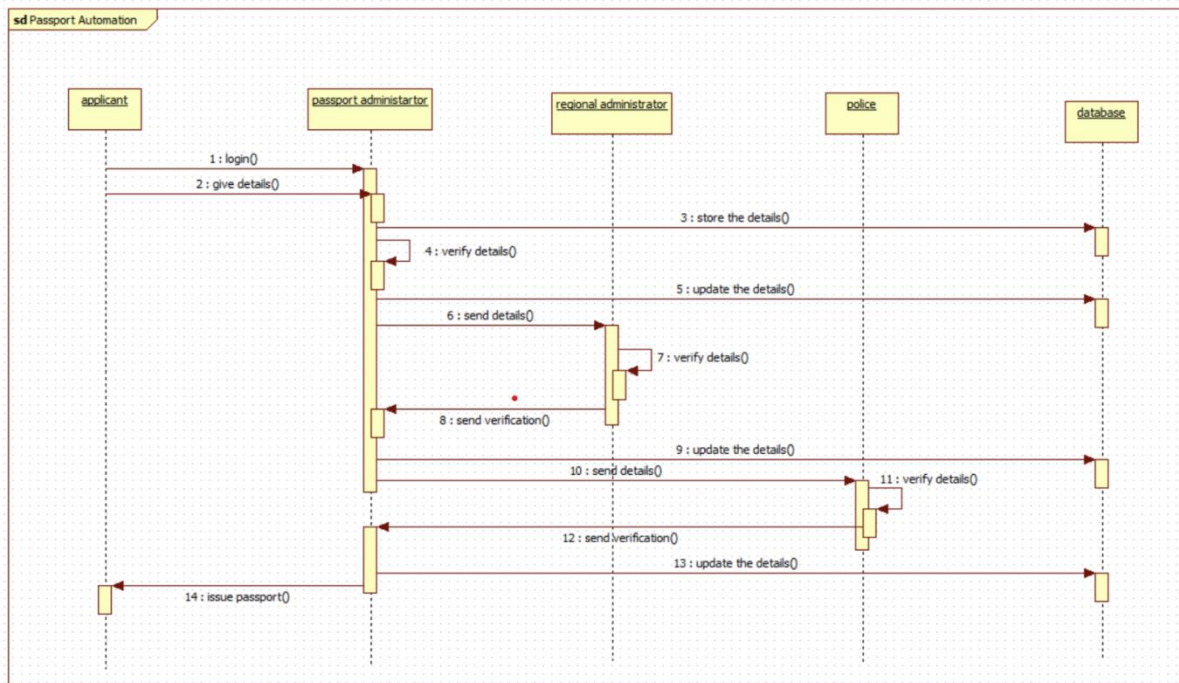 sd Passport Automation
applicant
passport administartor
regional administrator
police
database
1 : login()
2 : give details()
3 : store the details()
4 : verify details()
5 : update the details()
6 : send details()
7 : verify details()
8 : send verification()
9 : update the details()
10 : send details()
11 : verify details()
12 : send verification()
13 : update the details()
14 : issue passport()